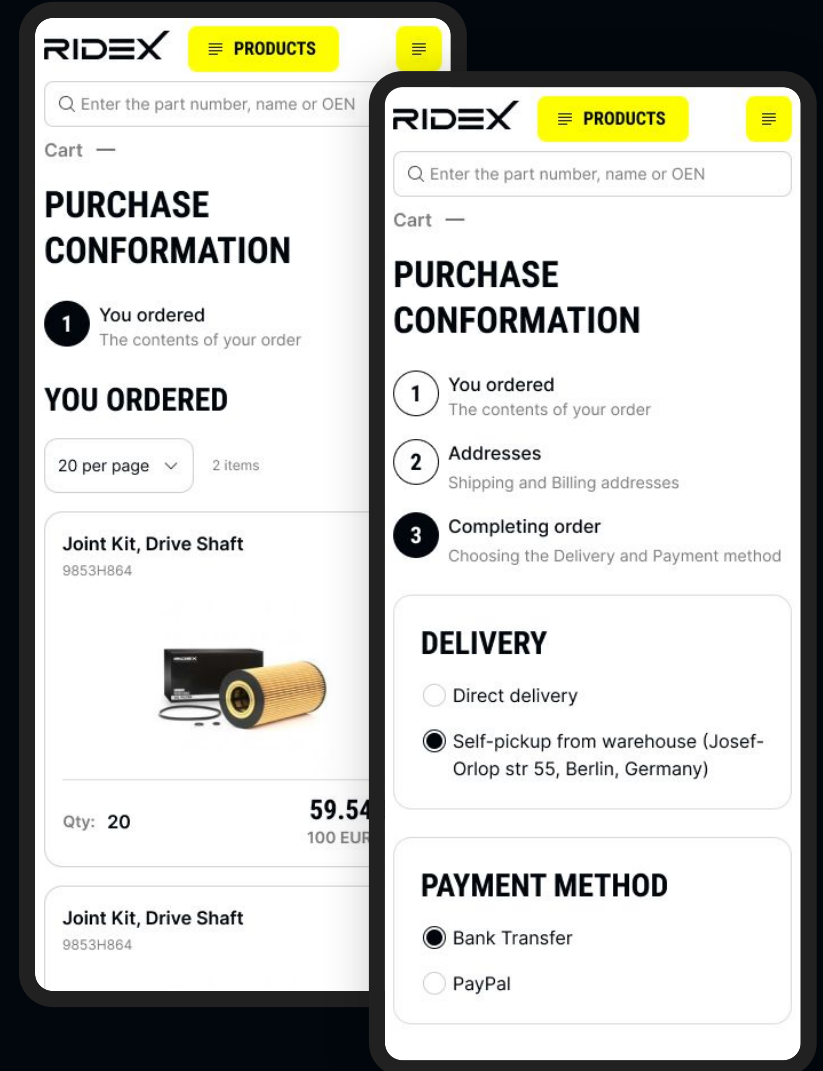 RIDEX
PRODUCTS
Enter the part number, name or OEN
Cart —
PURCHASE
CONFORMATION
1
You ordered
The contents of your order
YOU ORDERED
20 per page
2 items
Joint Kit, Drive Shaft
9853H864
RIDEX
Qty: 20
59.54
100 EUR
Joint Kit, Drive Shaft
9853H864
RIDEX
PRODUCTS
Enter the part number, name or OEN
Cart —
PURCHASE
CONFORMATION
1
You ordered
The contents of your order
2
Addresses
Shipping and Billing addresses
3
Completing order
Choosing the Delivery and Payment method
DELIVERY
Direct delivery
Self-pickup from warehouse (Josef-
Orlop str 55, Berlin, Germany)
PAYMENT METHOD
Bank Transfer
PayPal